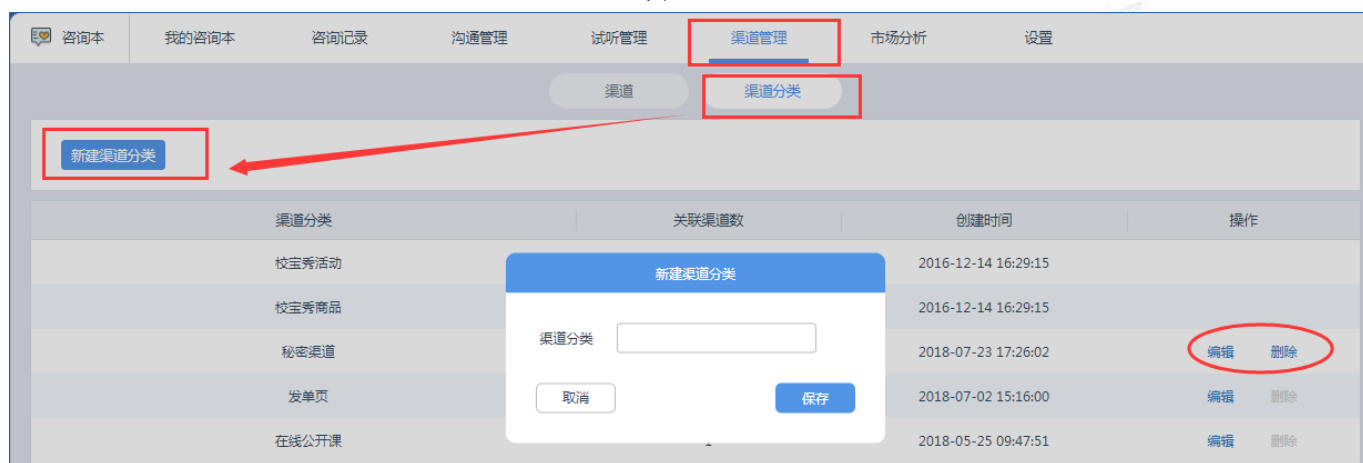 咨询本 我的咨询本 咨询记录 沟通管理 试听管理 渠道管理 市场分析 设置
渠道 渠道分类
新建渠道分类
渠道分类 关联渠道数 创建时间 操作
校宝秀活动 2016-12-14 16:29:15
新建渠道分类
校宝秀商品 2016-12-14 16:29:15
渠道分类
秘密渠道 2018-07-23 17:26:02 编辑 删除
发单页 取消 保存 2018-07-02 15:16:00 编辑 删除
在线公开课 2018-05-25 09:47:51 编辑 删除